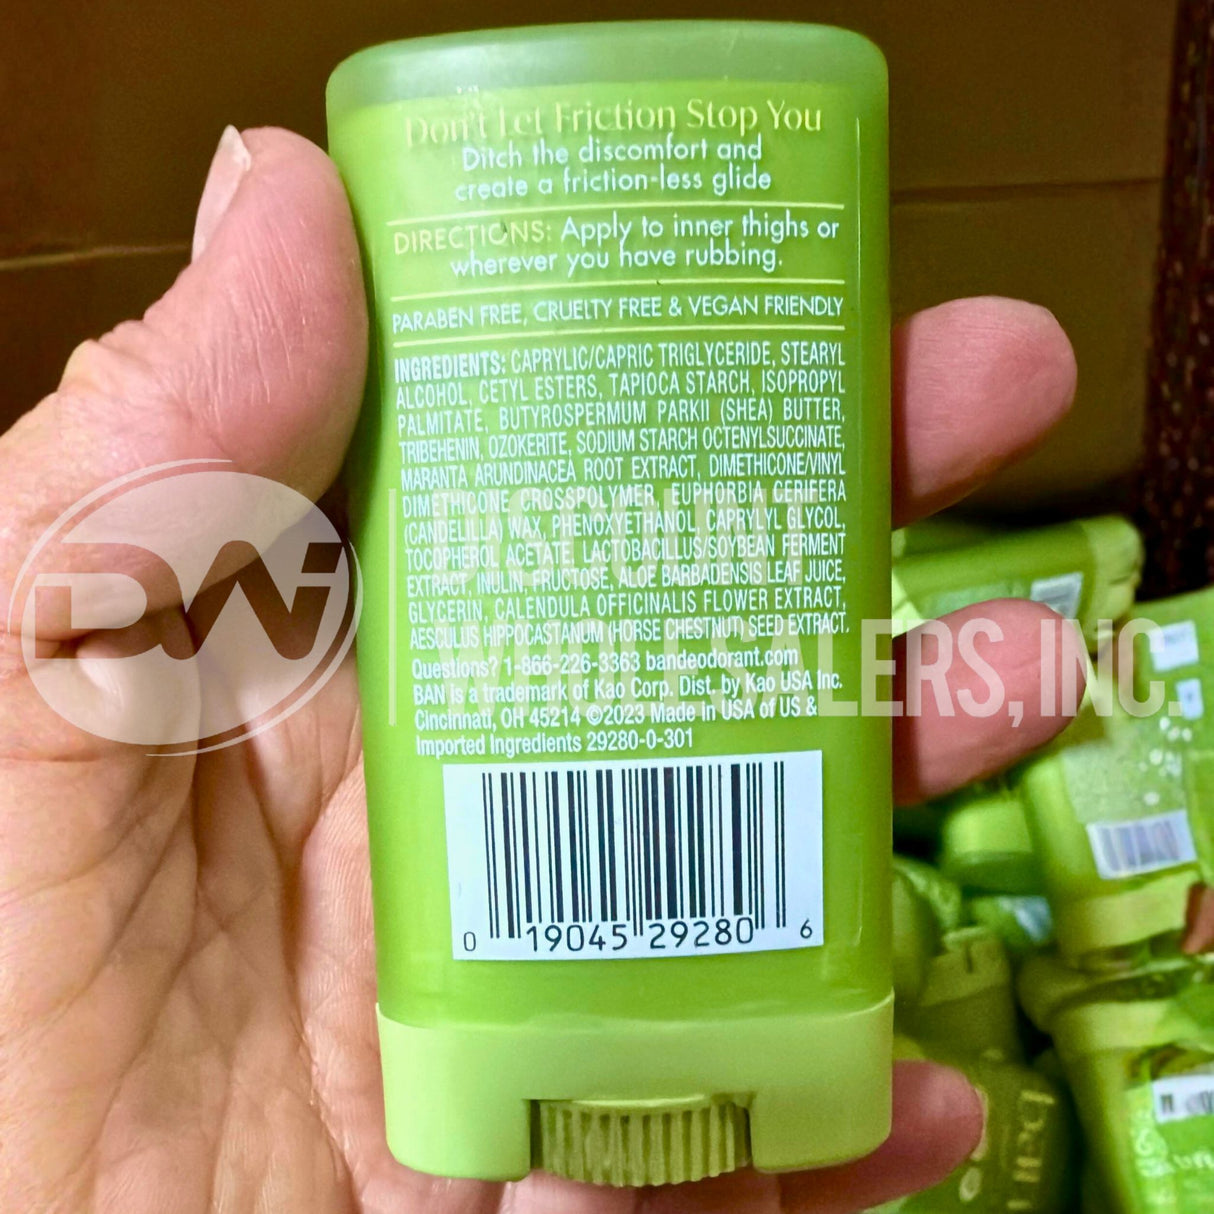 Don't Let Friction Stop You
Ditch the discomfort and
create a friction-less glide
DIRECTIONS: Apply to inner thighs or
wherever you have rubbing.
PARABEN FREE, CRUELTY FREE & VEGAN FRIENDLY
INGREDIENTS: CAPRYLIC/CAPRIC TRIGLYCERIDE, STEARYL
ALCOHOL, CETYL ESTERS, TAPIOCA STARCH, ISOPROPYL
PALMITATE, BUTYROSPERMUM PARKII (SHEA) BUTTER,
TRIBEHENIN, OZOKERITE, SODIUM STARCH OCTENYLSUCCINATE,
MARANTA ARUNDINACEA ROOT EXTRACT, DIMETHICONE/VINYL
DIMETHICONE CROSSPOLYMER, EUPHORBIA CERIFERA
(CANDELILLA) WAX, PHENOXYETHANOL, CAPRYLYL GLYCOL,
TOCOPHEROL ACETATE, LACTOBACILLUS/SOYBEAN FERMENT
EXTRACT, INULIN, FRUCTOSE, ALOE BARBADENSIS LEAF JUICE,
GLYCERIN, CALENDULA OFFICINALIS FLOWER EXTRACT,
AESCULUS HIPPOCASTANUM (HORSE CHESTNUT) SEED EXTRACT.
Questions? 1-866-226-3363 bandeodorant.com
BAN is a trademark of Kao Corp. Dist. by Kao USA Inc.
Cincinnati, OH 45214 ©2023 Made in USA of US &
Imported Ingredients 29280-0-301
0 19045 29280 6
DW
DISCOUNT
WHOLESALERS, INC.
ban